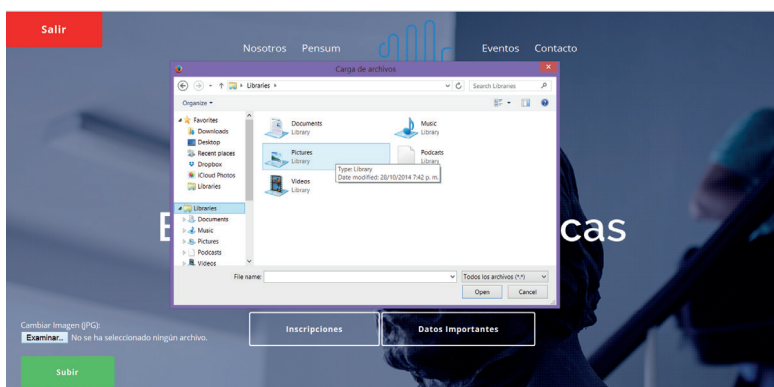 Salir
Nosotros Pensum Eventos Contacto
Carga de archivos
Libraries
Search Libraries
Organize
Favorites
Downloads
Desktop
Recent places
Dropbox
iCloud Photos
Libraries
Libraries
Documents
Music
Pictures
Podcasts
Videos
Documents
Library
Music
Library
Pictures
Library
Podcasts
Library
Type: Library
Date modified: 28/10/2014 7:42 p. m.
Videos
Library
E
cas
File name:
Todos los archivos (*.*)
Open Cancel
Cambiar Imagen (JPG):
Examinar... No se ha seleccionado ningún archivo.
Inscripciones
Datos Importantes
Subir